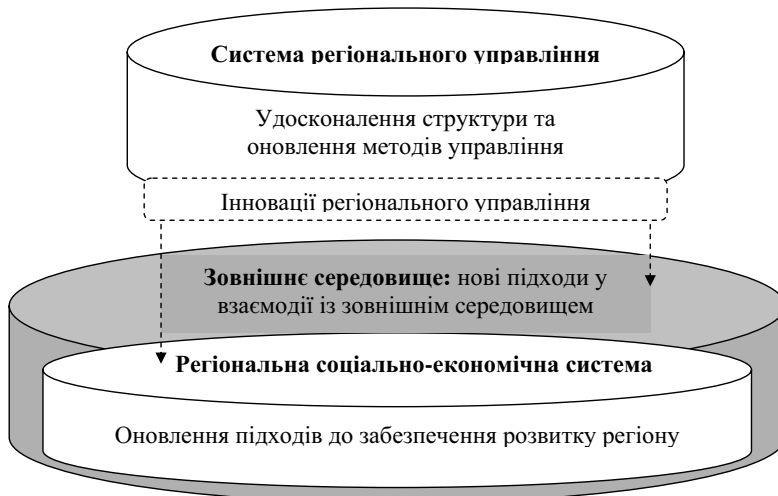 Система регіонального управління
Удосконалення структури та
оновлення методів управління
Інновації регіонального управління
Зовнішнє середовище: нові підходи у
взаємодії із зовнішнім середовищем
Регіональна соціально-економічна система
Оновлення підходів до забезпечення розвитку регіону